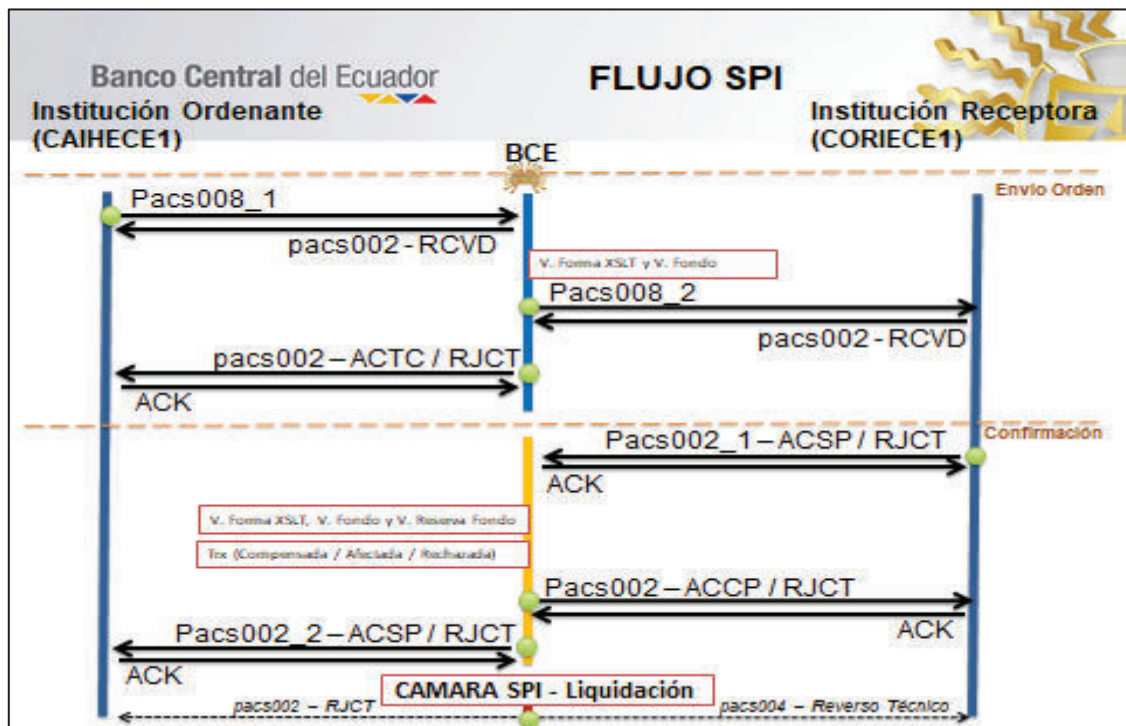 Banco Central del Ecuador
FLUJO SPI
Institución Ordenante
(CAIHECE1)
Institución Receptora
(CORIECE1)
BCE
Envio Orden
Pacs008_1
pacs002 - RCVD
V. Forma XSLT y V. Fondo
Pacs008_2
pacs002 - RCVD
pacs002 – ACTC / RJCT
ACK
Confirmación
Pacs002_1 – ACSP / RJCT
ACK
V. Forma XSLT, V. Fondo y V. Reserva Fondo
Trx (Compensada / Afectada / Rechazada)
Pacs002 – ACCP / RJCT
ACK
Pacs002_2 – ACSP / RJCT
ACK
CAMARA SPI - Liquidación
pacs002 – RJCT
pacs004 – Reverso Técnico